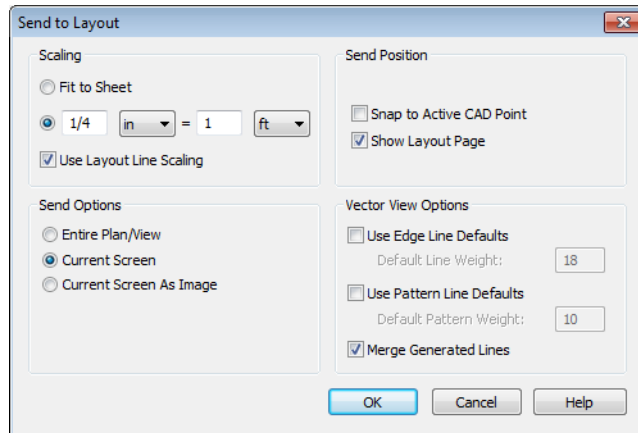 Send to Layout
Scaling
Fit to Sheet
1/4 in = 1 ft
Use Layout Line Scaling
Send Position
Snap to Active CAD Point
Show Layout Page
Send Options
Entire Plan/View
Current Screen
Current Screen As Image
Vector View Options
Use Edge Line Defaults
Default Line Weight: 18
Use Pattern Line Defaults
Default Pattern Weight: 10
Merge Generated Lines
OK Cancel Help